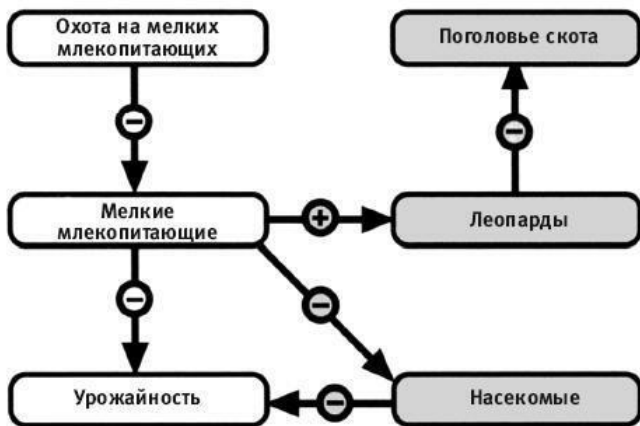 Охота на мелких
млекопитающих
Поголовье скота
Мелкие
млекопитающие
Леопарды
Урожайность
Насекомые